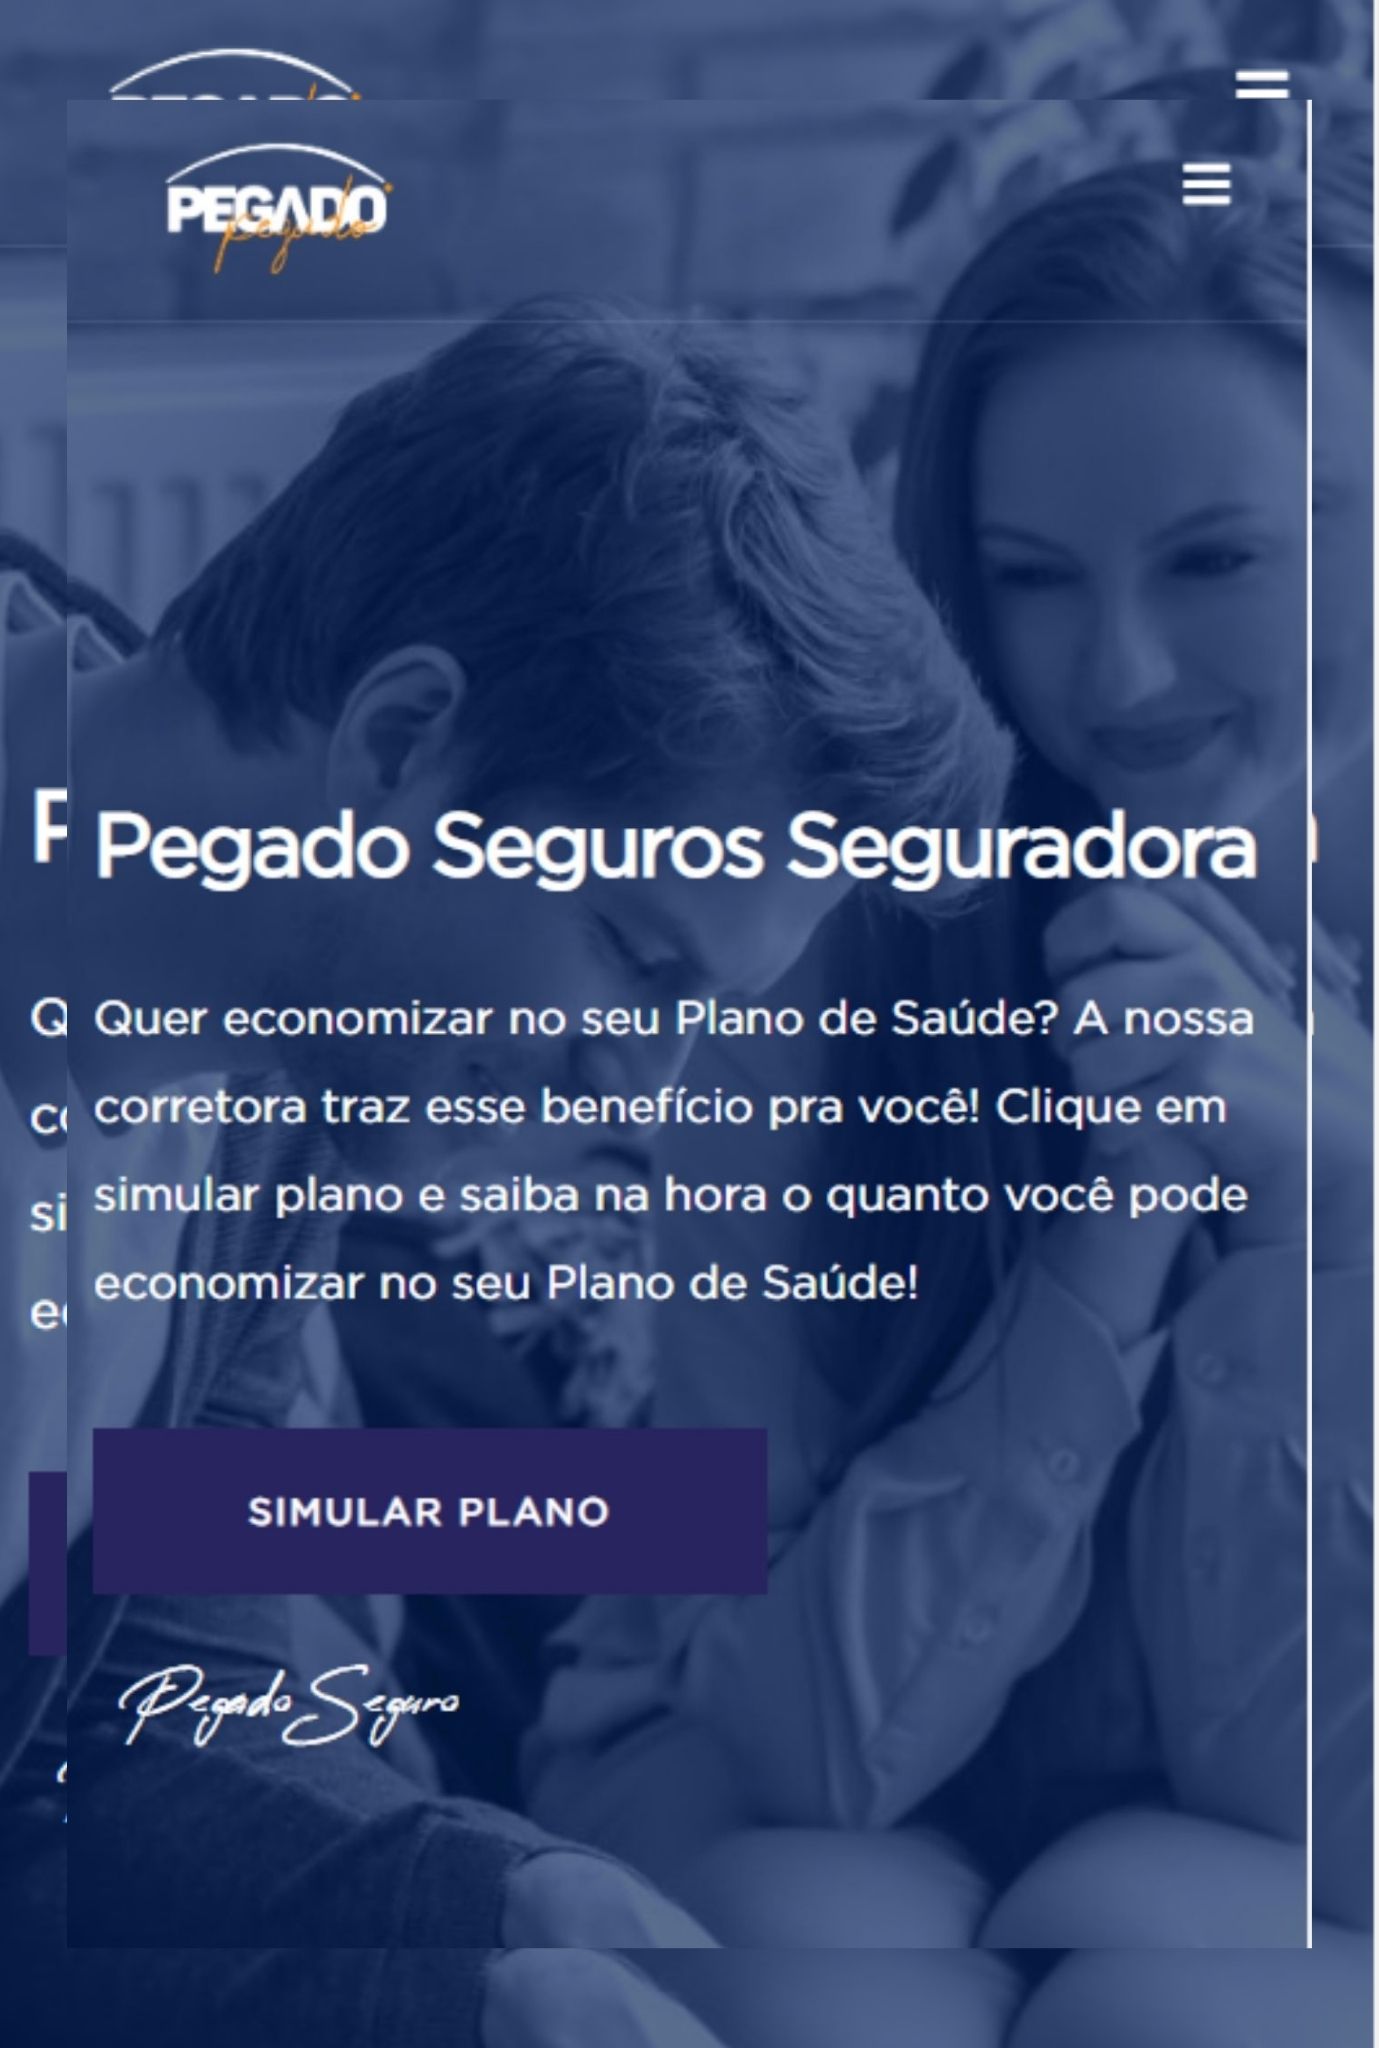 PEGADO
pegado
Pegado Seguros Seguradora
Quer economizar no seu Plano de Saúde? A nossa
corretora traz esse benefício pra você! Clique em
simular plano e saiba na hora o quanto você pode
economizar no seu Plano de Saúde!
SIMULAR PLANO
Pegado Seguro